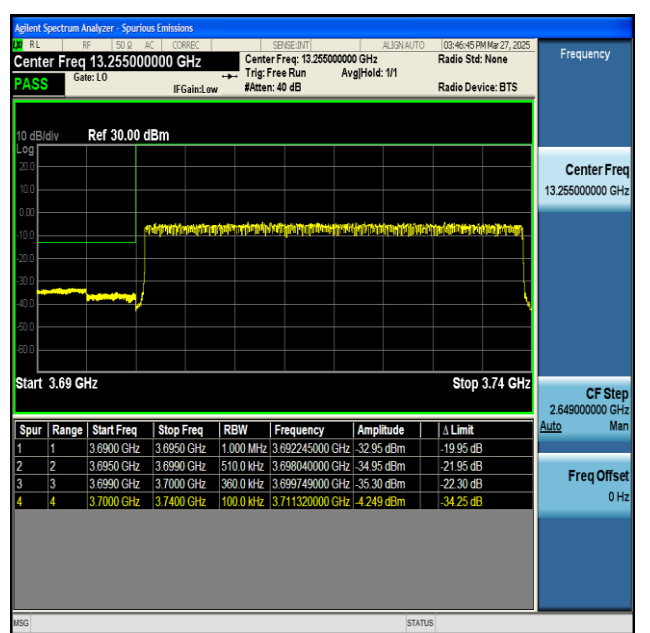 Agilent Spectrum Analyzer - Spurious Emissions
RL RF 50 Ω AC CORREC SENSE:INT ALIGN AUTO 03:46:45 PM Mar 27, 2025
Center Freq 13.255000000 GHz Center Freq: 13.255000000 GHz Radio Std: None
PASS Gate: LO Trig: Free Run Avg|Hold: 1/1
IFGain:Low #Atten: 40 dB Radio Device: BTS
10 dB/div Ref 30.00 dBm
Log
20.0
10.0
0.00
-10.0
-20.0
-30.0
-40.0
-50.0
-60.0
Start 3.69 GHz Stop 3.74 GHz
Spur Range Start Freq Stop Freq RBW Frequency Amplitude Δ Limit
1 1 3.6900 GHz 3.6950 GHz 1.000 MHz 3.692245000 GHz -32.95 dBm -19.95 dB
2 2 3.6950 GHz 3.6990 GHz 510.0 kHz 3.698040000 GHz -34.95 dBm -21.95 dB
3 3 3.6990 GHz 3.7000 GHz 360.0 kHz 3.699749000 GHz -35.30 dBm -22.30 dB
4 4 3.7000 GHz 3.7400 GHz 100.0 kHz 3.711320000 GHz -4.249 dBm -34.25 dB
MSG STATUS
Frequency
Center Freq
13.255000000 GHz
CF Step
2.649000000 GHz
Auto Man
Freq Offset
0 Hz